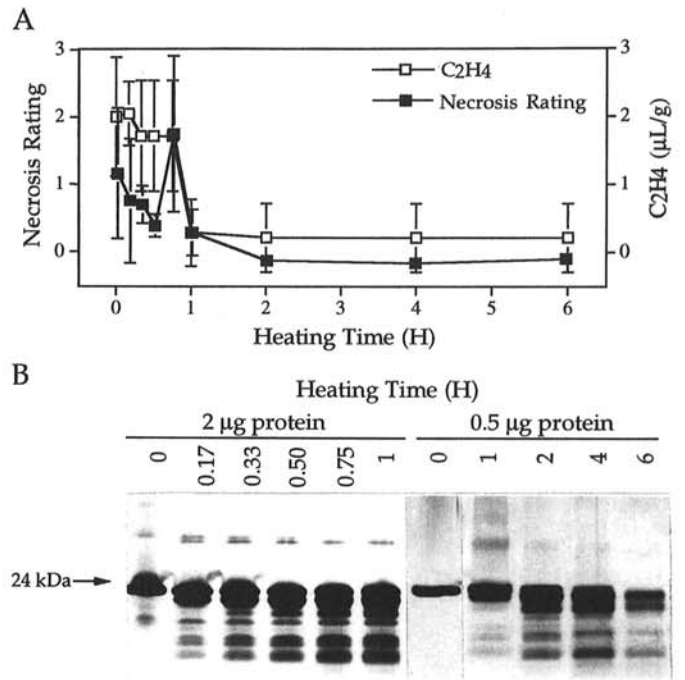 A
3
2
1
0
Necrosis Rating
C2H4
Necrosis Rating
3
2
1
0
C2H4 (µL/g)
0 1 2 3 4 5 6
Heating Time (H)
B
Heating Time (H)
2 µg protein 0.5 µg protein
0 0.17 0.33 0.50 0.75 1 0 1 2 4 6
24 kDa